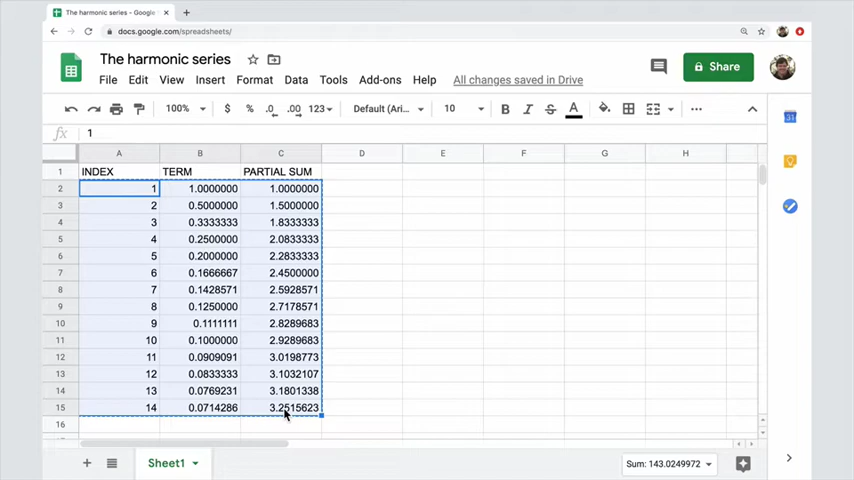 The harmonic series - Google
docs.google.com/spreadsheets/
The harmonic series
File Edit View Insert Format Data Tools Add-ons Help All changes saved in Drive
Share
100% $ % .0 .00 123 Default (Ari... 10 B I S A
fx 1
A B C D E F G H
1 INDEX TERM PARTIAL SUM
2 1 1.0000000 1.0000000
3 2 0.5000000 1.5000000
4 3 0.3333333 1.8333333
5 4 0.2500000 2.0833333
6 5 0.2000000 2.2833333
7 6 0.1666667 2.4500000
8 7 0.1428571 2.5928571
9 8 0.1250000 2.7178571
10 9 0.1111111 2.8289683
11 10 0.1000000 2.9289683
12 11 0.0909091 3.0198773
13 12 0.0833333 3.1032107
14 13 0.0769231 3.1801338
15 14 0.0714286 3.2515623
16
Sheet1
Sum: 143.0249972
31